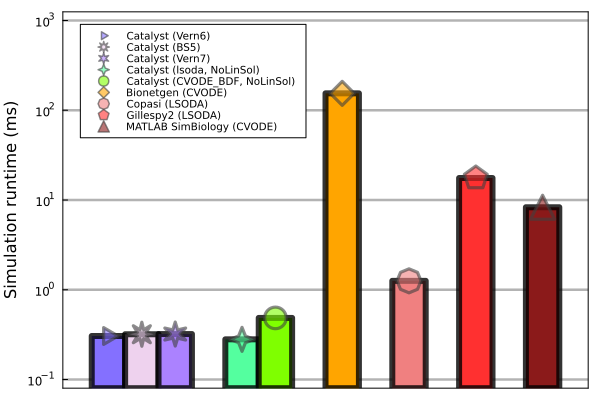 10³
10²
10¹
10⁰
10⁻¹
Simulation runtime (ms)
Catalyst (Vern6)
Catalyst (BS5)
Catalyst (Vern7)
Catalyst (lsoda, NoLinSol)
Catalyst (CVODE_BDF, NoLinSol)
Bionetgen (CVODE)
Copasi (LSODA)
Gillespy2 (LSODA)
MATLAB SimBiology (CVODE)